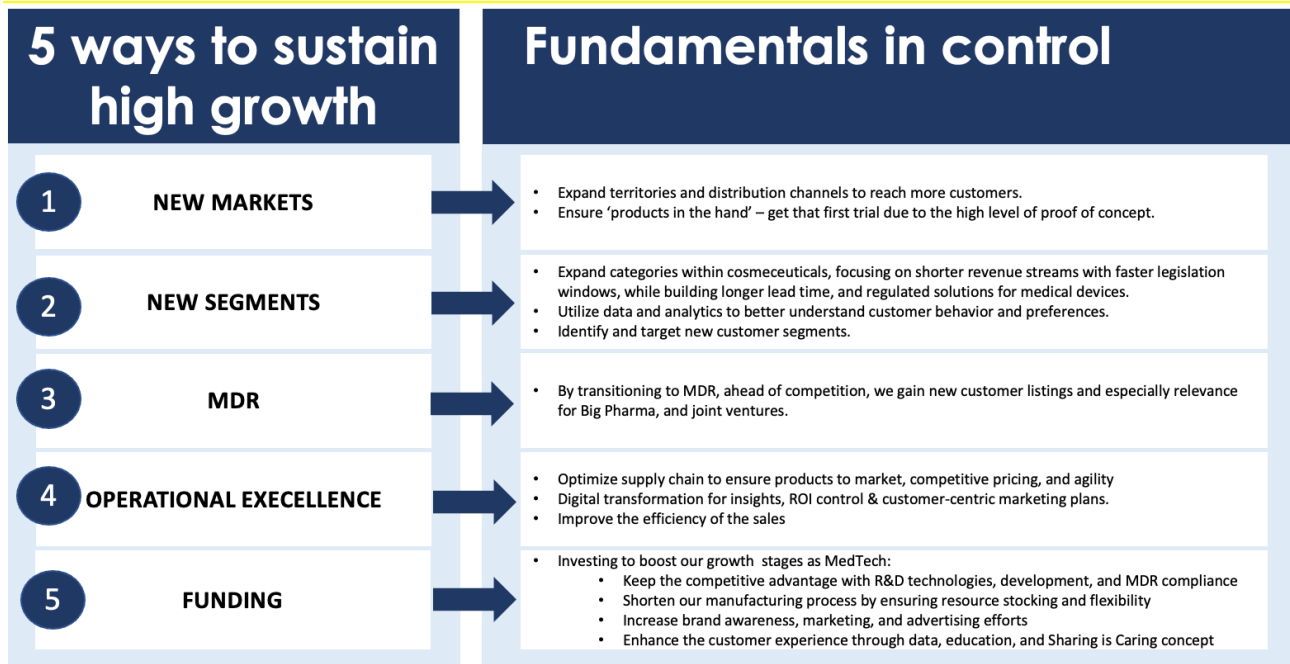 5 ways to sustain
high growth
Fundamentals in control
1
NEW MARKETS
• Expand territories and distribution channels to reach more customers.
• Ensure ‘products in the hand’ – get that first trial due to the high level of proof of concept.
2
NEW SEGMENTS
• Expand categories within cosmeceuticals, focusing on shorter revenue streams with faster legislation
windows, while building longer lead time, and regulated solutions for medical devices.
• Utilize data and analytics to better understand customer behavior and preferences.
• Identify and target new customer segments.
3
MDR
• By transitioning to MDR, ahead of competition, we gain new customer listings and especially relevance
for Big Pharma, and joint ventures.
4
OPERATIONAL EXECELLENCE
• Optimize supply chain to ensure products to market, competitive pricing, and agility
• Digital transformation for insights, ROI control & customer-centric marketing plans.
• Improve the efficiency of the sales
5
FUNDING
• Investing to boost our growth stages as MedTech:
• Keep the competitive advantage with R&D technologies, development, and MDR compliance
• Shorten our manufacturing process by ensuring resource stocking and flexibility
• Increase brand awareness, marketing, and advertising efforts
• Enhance the customer experience through data, education, and Sharing is Caring concept